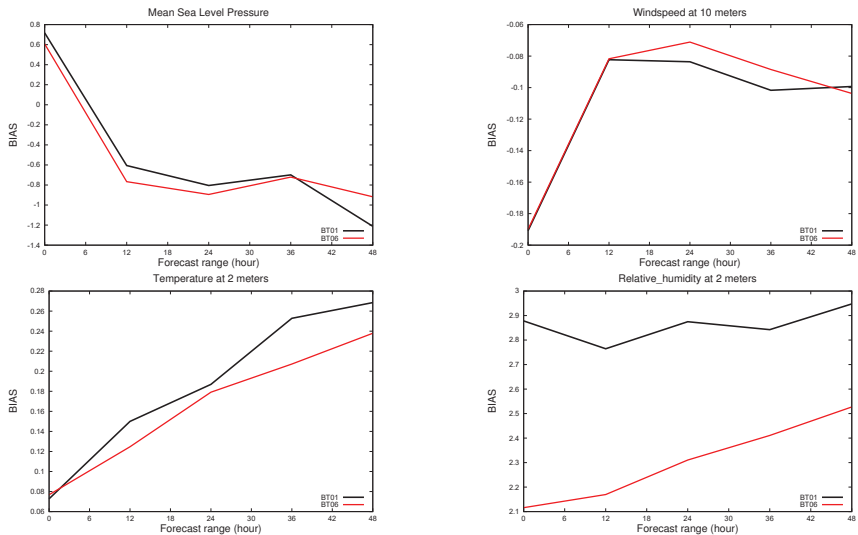 Mean Sea Level Pressure
0.8
0.6
0.4
0.2
0
-0.2
-0.4
-0.6
-0.8
-1
-1.2
-1.4
BIAS
0 6 12 18 24 30 36 42 48
Forecast range (hour)
BT01
BT06
Windspeed at 10 meters
-0.06
-0.08
-0.1
-0.12
-0.14
-0.16
-0.18
-0.2
BIAS
0 6 12 18 24 30 36 42 48
Forecast range (hour)
BT01
BT06
Temperature at 2 meters
0.28
0.26
0.24
0.22
0.2
0.18
0.16
0.14
0.12
0.1
0.08
0.06
BIAS
0 6 12 18 24 30 36 42 48
Forecast range (hour)
BT01
BT06
Relative_humidity at 2 meters
3
2.9
2.8
2.7
2.6
2.5
2.4
2.3
2.2
2.1
BIAS
0 6 12 18 24 30 36 42 48
Forecast range (hour)
BT01
BT06